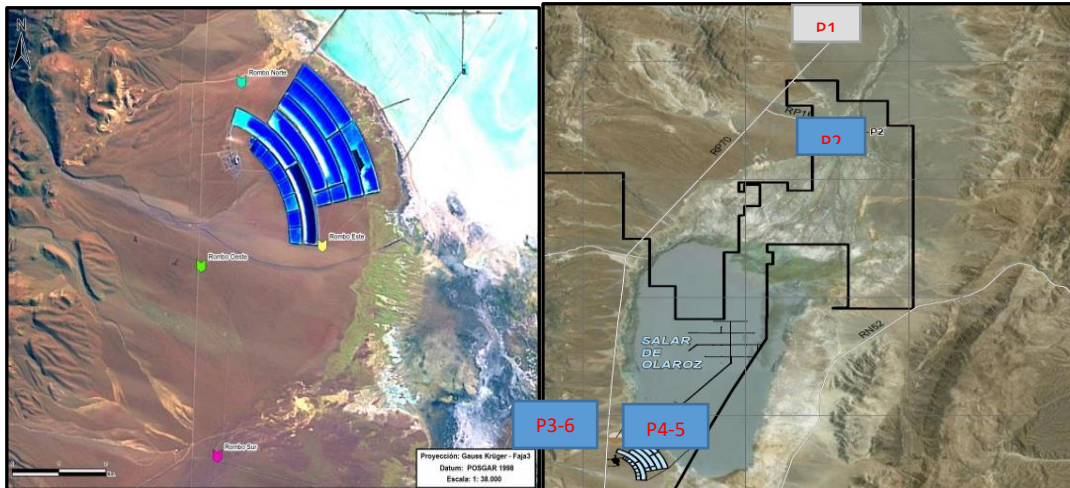 N
Rombo Norte
Rombo Este
Rombo Oeste
Rombo Sur
Km
Proyección: Gauss Krüger - Faja3
Datum: POSGAR 1998
Escala: 1: 38.000
P1
RP70
P2
-P2
SALAR
DE
OLAROZ
RN52
P3-6
P4-5